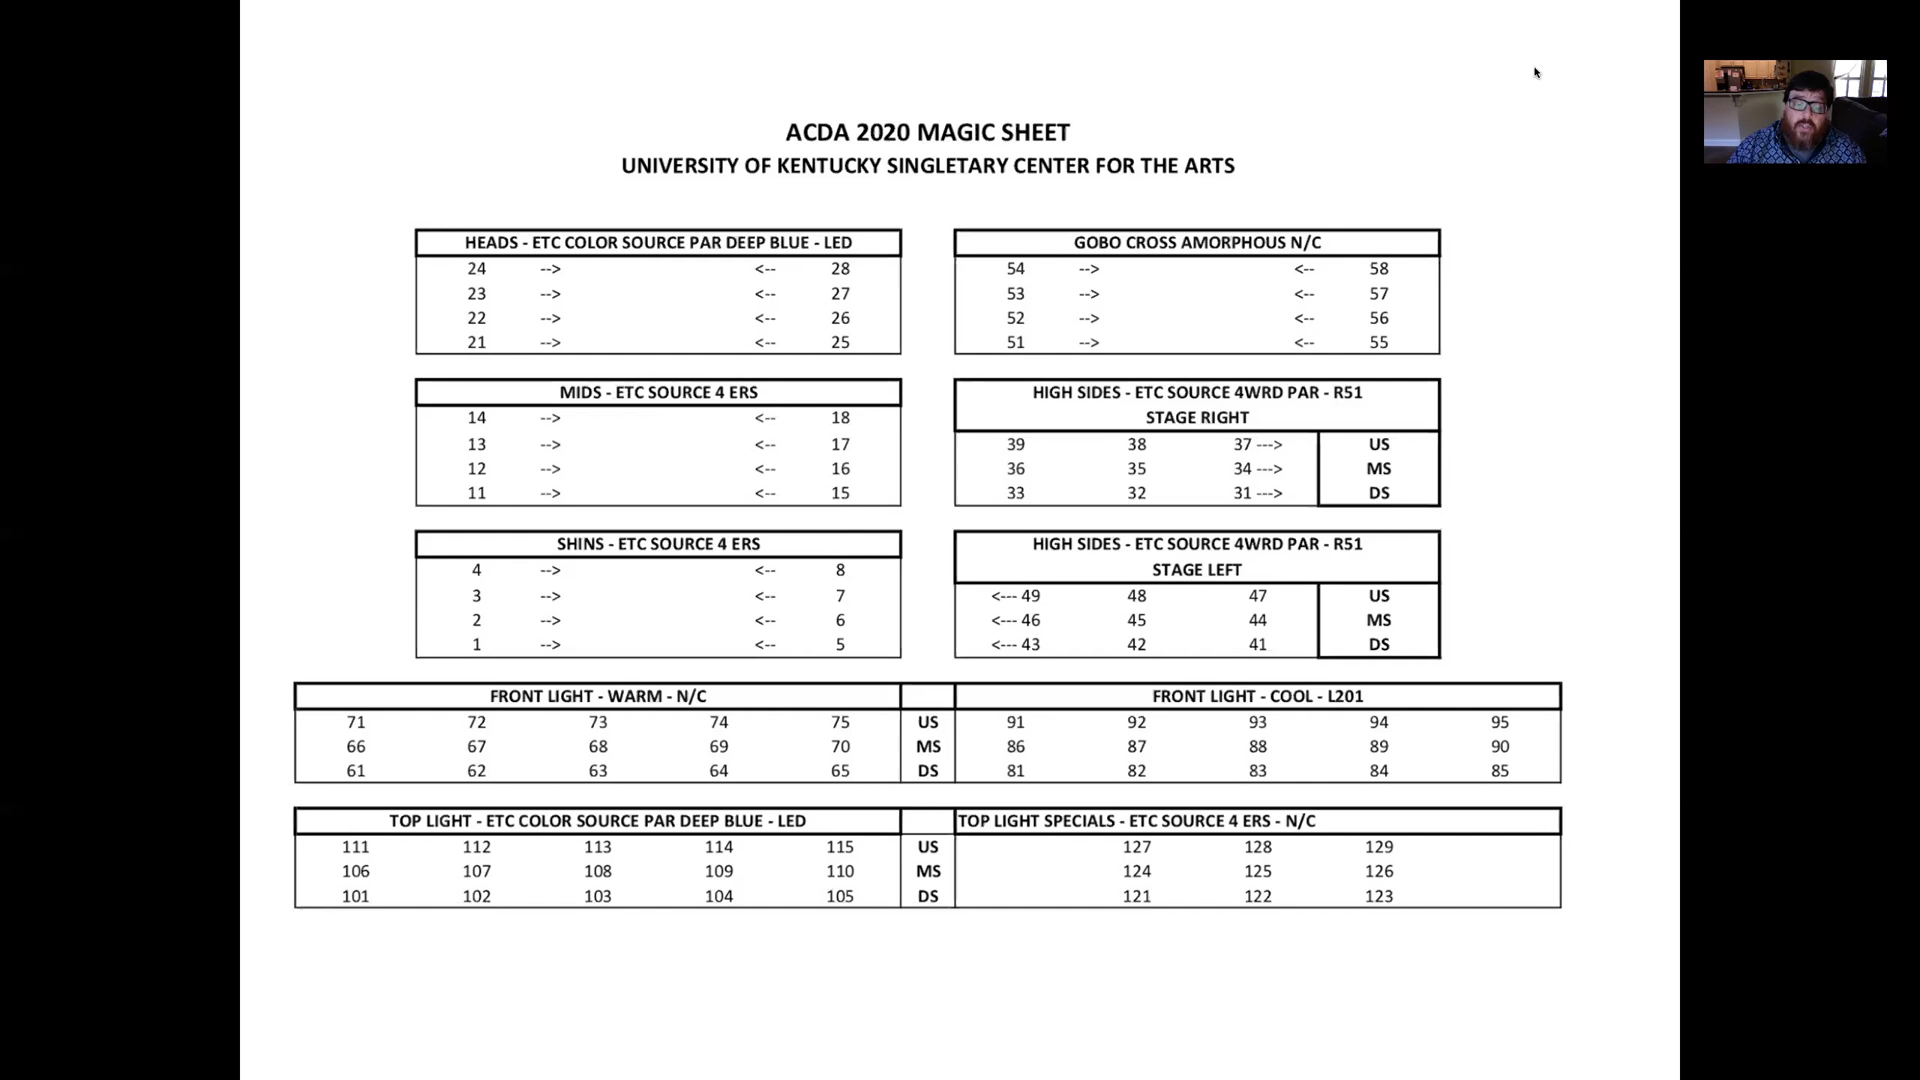 ACDA 2020 MAGIC SHEET
UNIVERSITY OF KENTUCKY SINGLETARY CENTER FOR THE ARTS
HEADS - ETC COLOR SOURCE PAR DEEP BLUE - LED
24 --> <-- 28
23 --> <-- 27
22 --> <-- 26
21 --> <-- 25
GOBO CROSS AMORPHOUS N/C
54 --> <-- 58
53 --> <-- 57
52 --> <-- 56
51 --> <-- 55
MIDS - ETC SOURCE 4 ERS
14 --> <-- 18
13 --> <-- 17
12 --> <-- 16
11 --> <-- 15
HIGH SIDES - ETC SOURCE 4WRD PAR - R51
STAGE RIGHT
39 38 37 ---> US
36 35 34 ---> MS
33 32 31 ---> DS
SHINS - ETC SOURCE 4 ERS
4 --> <-- 8
3 --> <-- 7
2 --> <-- 6
1 --> <-- 5
HIGH SIDES - ETC SOURCE 4WRD PAR - R51
STAGE LEFT
<--- 49 48 47 US
<--- 46 45 44 MS
<--- 43 42 41 DS
FRONT LIGHT - WARM - N/C FRONT LIGHT - COOL - L201
71 72 73 74 75 US 91 92 93 94 95
66 67 68 69 70 MS 86 87 88 89 90
61 62 63 64 65 DS 81 82 83 84 85
TOP LIGHT - ETC COLOR SOURCE PAR DEEP BLUE - LED TOP LIGHT SPECIALS - ETC SOURCE 4 ERS - N/C
111 112 113 114 115 US 127 128 129
106 107 108 109 110 MS 124 125 126
101 102 103 104 105 DS 121 122 123